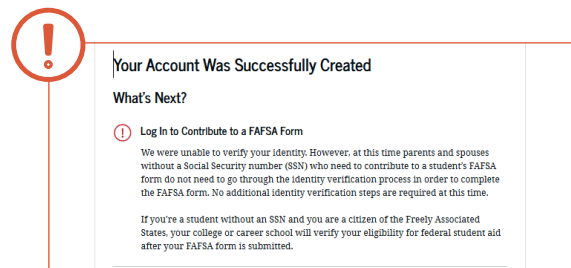 Your Account Was Successfully Created
What's Next?
Log In to Contribute to a FAFSA Form
We were unable to verify your identity. However, at this time parents and spouses
without a Social Security number (SSN) who need to contribute to a student's FAFSA
form do not need to go through the identity verification process in order to complete
the FAFSA form. No additional identity verification steps are required at this time.
If you're a student without an SSN and you are a citizen of the Freely Associated
States, your college or career school will verify your eligibility for federal student aid
after your FAFSA form is submitted.